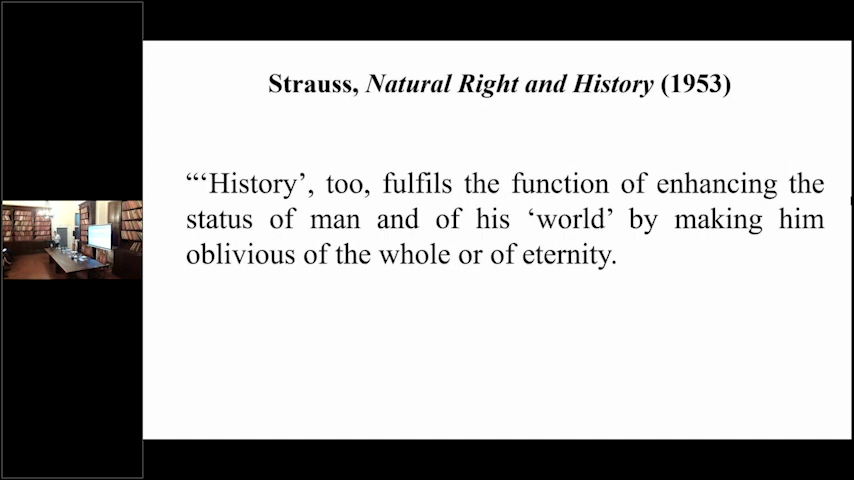 Strauss, Natural Right and History (1953)
“‘History’, too, fulfils the function of enhancing the
status of man and of his ‘world’ by making him
oblivious of the whole or of eternity.